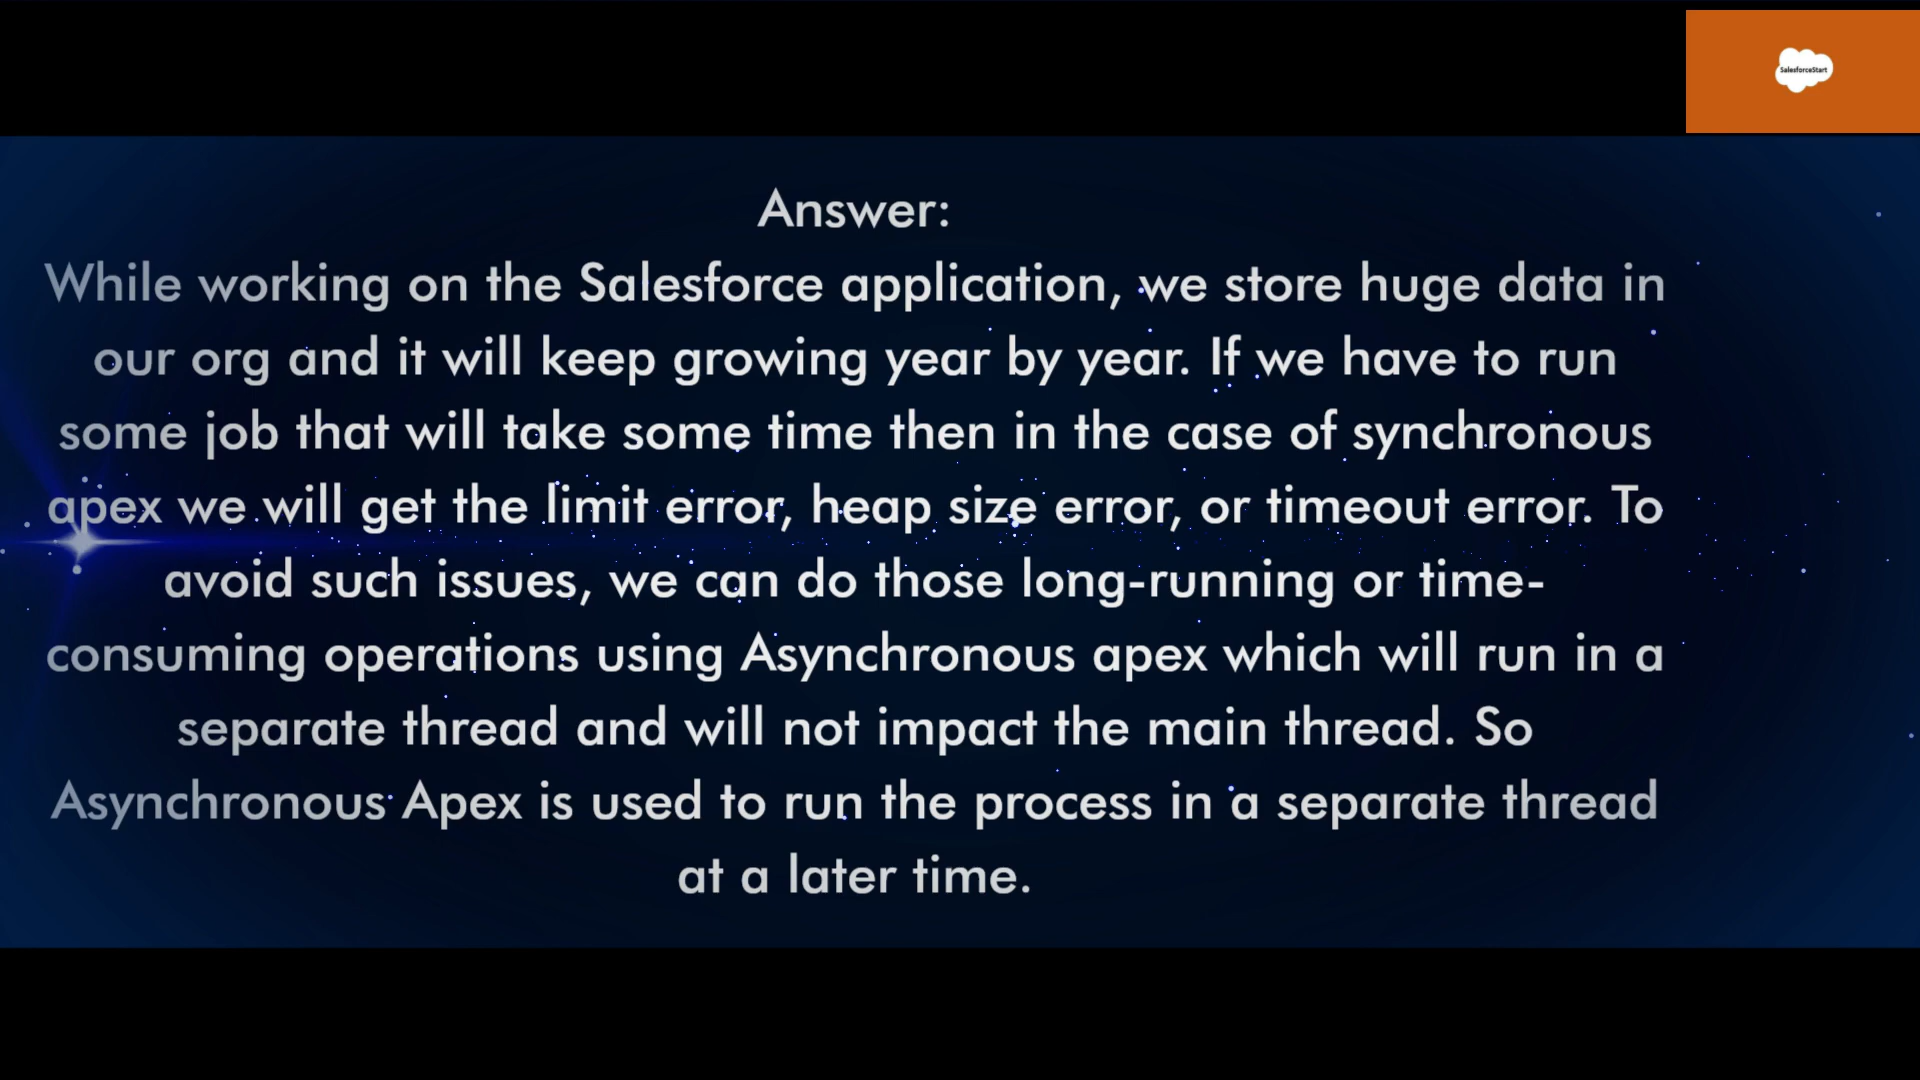 SalesforceStart
Answer:
While working on the Salesforce application, we store huge data in
our org and it will keep growing year by year. If we have to run
some job that will take some time then in the case of synchronous
apex we will get the limit error, heap size error, or timeout error. To
avoid such issues, we can do those long-running or time-
consuming operations using Asynchronous apex which will run in a
separate thread and will not impact the main thread. So
Asynchronous Apex is used to run the process in a separate thread
at a later time.